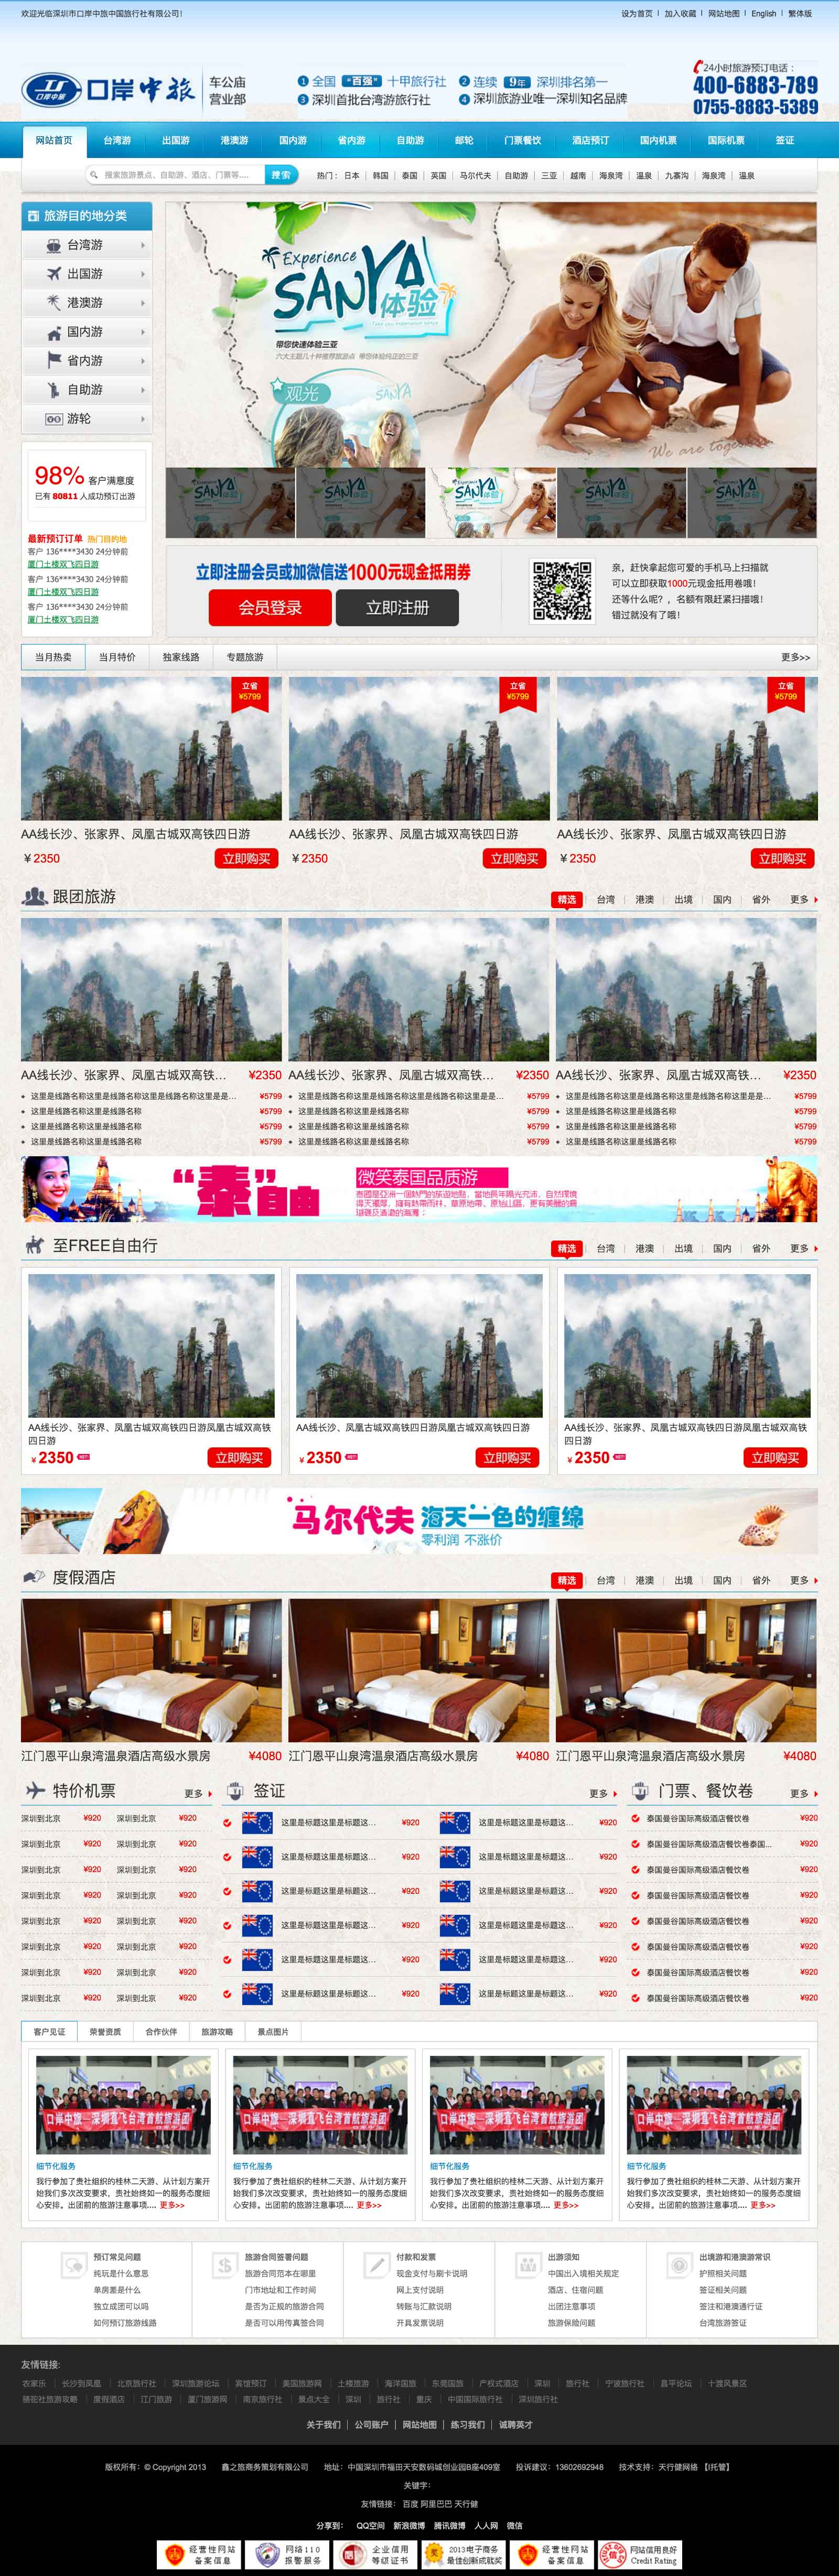 欢迎光临深圳市口岸中旅中国旅行社有限公司！
设为首页 | 加入收藏 | 网站地图 | English | 繁体版
口岸中旅 口岸中旅 车公庙
营业部
① 全国 “百强” 十甲旅行社 ② 连续 9年 深圳排名第一
③ 深圳首批台湾游旅行社 ④ 深圳旅游业唯一深圳知名品牌
24小时旅游预订电话：
400-6883-789
0755-8883-5389
网站首页 台湾游 出国游 港澳游 国内游 省内游 自助游 邮轮 门票餐饮 酒店预订 国内机票 国际机票 签证
搜索旅游景点、自助游、酒店、门票等.... 搜索
热门： 日本 | 韩国 | 泰国 | 英国 | 马尔代夫 | 自助游 | 三亚 | 越南 | 海泉湾 | 温泉 | 九寨沟 | 海泉湾 | 温泉
旅游目的地分类
台湾游
出国游
港澳游
国内游
省内游
自助游
游轮
Experience
SANYA
体验
Take you experience Sanya
带您快速体验三亚
六大主题几十种推荐旅游点 带您体验纯正的三亚
观光
SANYA
体验
We are together
SANYA 体验
SANYA 体验
SANYA 体验
SANYA 体验
SANYA 体验
98% 客户满意度
已有 80811 人成功预订出游
最新预订订单 热门目的地
客户 136****3430 24分钟前
厦门土楼双飞四日游
客户 136****3430 24分钟前
厦门土楼双飞四日游
客户 136****3430 24分钟前
厦门土楼双飞四日游
立即注册会员或加微信送1000元现金抵用券
会员登录 立即注册
亲，赶快拿起您可爱的手机马上扫描就
可以立即获取1000元现金抵用卷哦！
还等什么呢？，名额有限赶紧扫描哦！
错过就没有了哦！
当月热卖 当月特价 独家线路 专题旅游 更多>>
立省
¥5799
立省
¥5799
立省
¥5799
AA线长沙、张家界、凤凰古城双高铁四日游 AA线长沙、张家界、凤凰古城双高铁四日游 AA线长沙、张家界、凤凰古城双高铁四日游
￥2350 立即购买 ￥2350 立即购买 ￥2350 立即购买
跟团旅游 精选 | 台湾 | 港澳 | 出境 | 国内 | 省外 更多
AA线长沙、张家界、凤凰古城双高铁… ¥2350 AA线长沙、张家界、凤凰古城双高铁… ¥2350 AA线长沙、张家界、凤凰古城双高铁… ¥2350
这里是线路名称这里是线路名称这里是线路名称这里是是... ¥5799 这里是线路名称这里是线路名称这里是线路名称这里是是... ¥5799 这里是线路名称这里是线路名称这里是线路名称这里是是... ¥5799
这里是线路名称这里是线路名称 ¥5799 这里是线路名称这里是线路名称 ¥5799 这里是线路名称这里是线路名称 ¥5799
这里是线路名称这里是线路名称 ¥5799 这里是线路名称这里是线路名称 ¥5799 这里是线路名称这里是线路名称 ¥5799
这里是线路名称这里是线路名称 ¥5799 这里是线路名称这里是线路名称 ¥5799 这里是线路名称这里是线路名称 ¥5799
“泰”自由
微笑泰国品质游
泰國是亞洲一個熱門的旅遊地點，當地長年陽光充沛，自然環境
得天獨厚，擁有熱帶雨林、草原地帶、原始山區，更有美麗的島
至FREE自由行 精选 | 台湾 | 港澳 | 出境 | 国内 | 省外 更多
AA线长沙、张家界、凤凰古城双高铁四日游凤凰古城双高铁
四日游
¥ 2350 立即购买
AA线长沙、凤凰古城双高铁四日游凤凰古城双高铁四日游
¥ 2350 立即购买
AA线长沙、张家界、凤凰古城双高铁四日游凤凰古城双高铁
四日游
¥ 2350 立即购买
马尔代夫 海天一色的缠绵
零利润 不涨价
度假酒店 精选 | 台湾 | 港澳 | 出境 | 国内 | 省外 更多
江门恩平山泉湾温泉酒店高级水景房 ¥4080 江门恩平山泉湾温泉酒店高级水景房 ¥4080 江门恩平山泉湾温泉酒店高级水景房 ¥4080
特价机票 更多
深圳到北京 ¥920 深圳到北京 ¥920
深圳到北京 ¥920 深圳到北京 ¥920
深圳到北京 ¥920 深圳到北京 ¥920
深圳到北京 ¥920 深圳到北京 ¥920
深圳到北京 ¥920 深圳到北京 ¥920
深圳到北京 ¥920 深圳到北京 ¥920
深圳到北京 ¥920 深圳到北京 ¥920
深圳到北京 ¥920 深圳到北京 ¥920
签证 更多
这里是标题这里是标题这... ¥920 这里是标题这里是标题这... ¥920
这里是标题这里是标题这... ¥920 这里是标题这里是标题这... ¥920
这里是标题这里是标题这... ¥920 这里是标题这里是标题这... ¥920
这里是标题这里是标题这... ¥920 这里是标题这里是标题这... ¥920
这里是标题这里是标题这... ¥920 这里是标题这里是标题这... ¥920
这里是标题这里是标题这... ¥920 这里是标题这里是标题这... ¥920
门票、餐饮卷 更多
泰国曼谷国际高级酒店餐饮卷 ¥920
泰国曼谷国际高级酒店餐饮卷泰国... ¥920
泰国曼谷国际高级酒店餐饮卷 ¥920
泰国曼谷国际高级酒店餐饮卷 ¥920
泰国曼谷国际高级酒店餐饮卷 ¥920
泰国曼谷国际高级酒店餐饮卷 ¥920
泰国曼谷国际高级酒店餐饮卷 ¥920
泰国曼谷国际高级酒店餐饮卷 ¥920
客户见证 荣誉资质 合作伙伴 旅游攻略 景点图片
口岸中旅—深圳直飞台湾首航旅游团 口岸中旅—深圳直飞台湾首航旅游团 口岸中旅—深圳直飞台湾首航旅游团 口岸中旅—深圳直飞台湾首航旅游团
细节化服务 细节化服务 细节化服务 细节化服务
我行参加了贵社组织的桂林二天游、从计划方案开
始我们多次改变要求，贵社始终如一的服务态度细
心安排。出团前的旅游注意事项.... 更多>>
我行参加了贵社组织的桂林二天游、从计划方案开
始我们多次改变要求，贵社始终如一的服务态度细
心安排。出团前的旅游注意事项.... 更多>>
我行参加了贵社组织的桂林二天游、从计划方案开
始我们多次改变要求，贵社始终如一的服务态度细
心安排。出团前的旅游注意事项.... 更多>>
我行参加了贵社组织的桂林二天游、从计划方案开
始我们多次改变要求，贵社始终如一的服务态度细
心安排。出团前的旅游注意事项.... 更多>>
预订常见问题
纯玩是什么意思
单房差是什么
独立成团可以吗
如何预订旅游线路
旅游合同签署问题
旅游合同范本在哪里
门市地址和工作时间
是否为正规的旅游合同
是否可以用传真签合同
付款和发票
现金支付与刷卡说明
网上支付说明
转账与汇款说明
开具发票说明
出游须知
中国出入境相关规定
酒店、住宿问题
出团注意事项
旅游保险问题
出境游和港澳游常识
护照相关问题
签证相关问题
签注和港澳通行证
台湾旅游签证
友情链接:
农家乐 | 长沙到凤凰 | 北京旅行社 | 深圳旅游论坛 | 宾馆预订 | 美国旅游网 | 土楼旅游 | 海洋国旅 | 东莞国旅 | 产权式酒店 | 深圳 | 旅行社 | 宁波旅行社 | 昌平论坛 | 十渡风景区
骆驼社旅游攻略 | 度假酒店 | 江门旅游 | 厦门旅游网 | 南京旅行社 | 景点大全 | 深圳 | 旅行社 | 重庆 | 中国国际旅行社 | 深圳旅行社
关于我们 | 公司账户 | 网站地图 | 练习我们 | 诚聘英才
版权所有：© Copyright 2013 鑫之旅商务策划有限公司 地址：中国深圳市福田天安数码城创业园B座409室 投诉建议：13602692948 技术支持：天行健网络 【I托管】
关键字：
友情链接： 百度 阿里巴巴 天行健
分享到： QQ空间 新浪微博 腾讯微博 人人网 微信
经营性网站
备案信息
网络110
报警服务
企业信用
等级证书
2013电子商务
最佳创新成就奖
经营性网站
备案信息
网站信用良好
Credit Rating